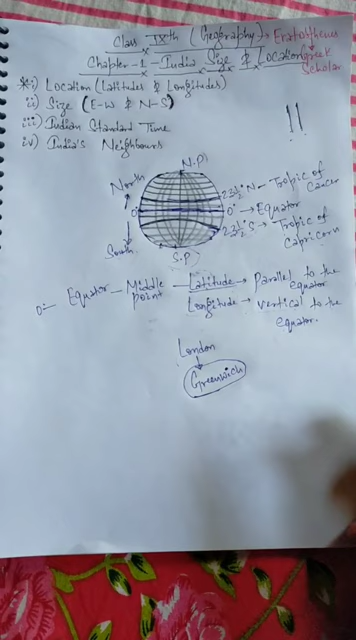 Class IXth (Geography) → Eratosthenes
Greek Scholar
Chapter-1 - India Size & Location
*i) Location (Latitudes & Longitudes)
ii) Size (E-W & N-S)
iii) Indian Standard Time
iv) India's Neighbours
!!
N.P)
North
23½° N → Tropic of Cancer
0°
0° → Equator
23½° S → Tropic of Capricorn
South
S.P)
0° - Equator - Middle point - Latitude → Parallel to the equator
Longitude → vertical to the equator.
London
Greenwich